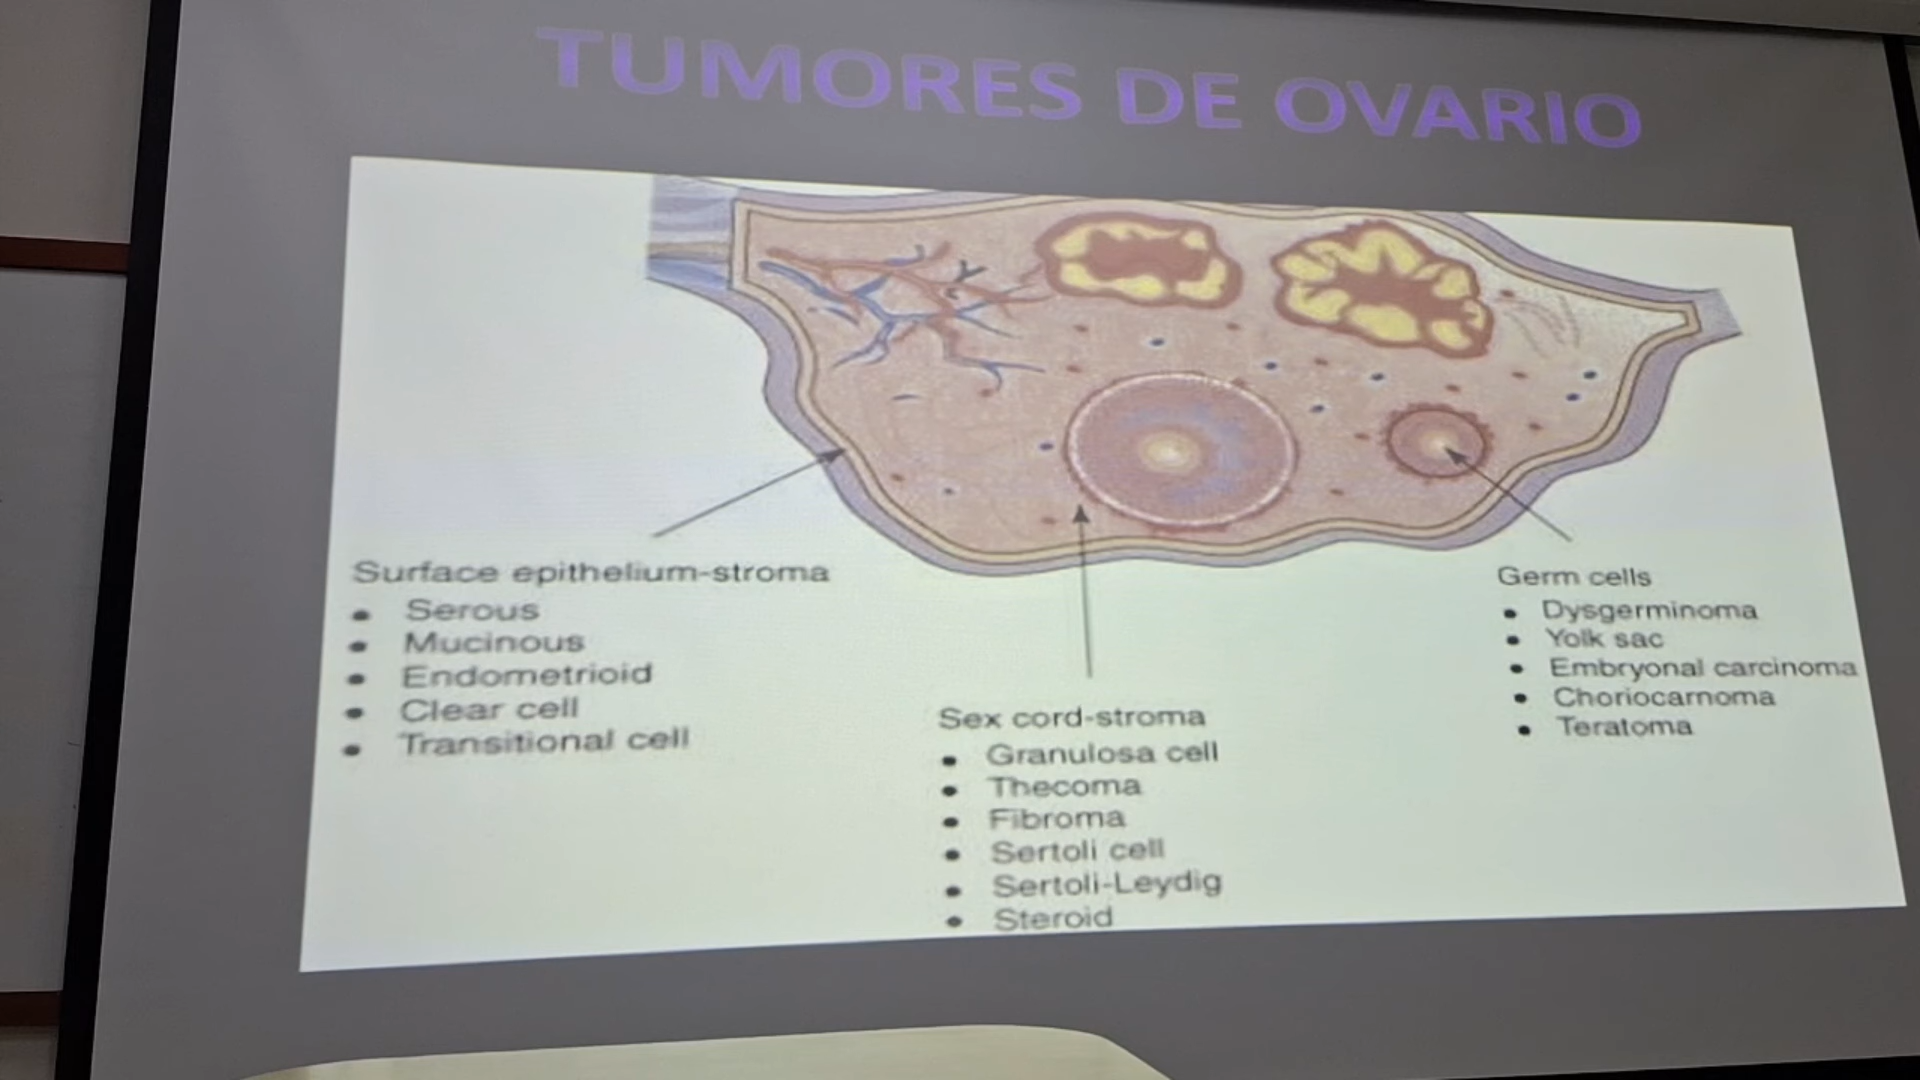 TUMORES DE OVARIO
Surface epithelium-stroma
• Serous
• Mucinous
• Endometrioid
• Clear cell
• Transitional cell
Sex cord-stroma
• Granulosa cell
• Thecoma
• Fibroma
• Sertoli cell
• Sertoli-Leydig
• Steroid
Germ cells
• Dysgerminoma
• Yolk sac
• Embryonal carcinoma
• Choriocarnoma
• Teratoma